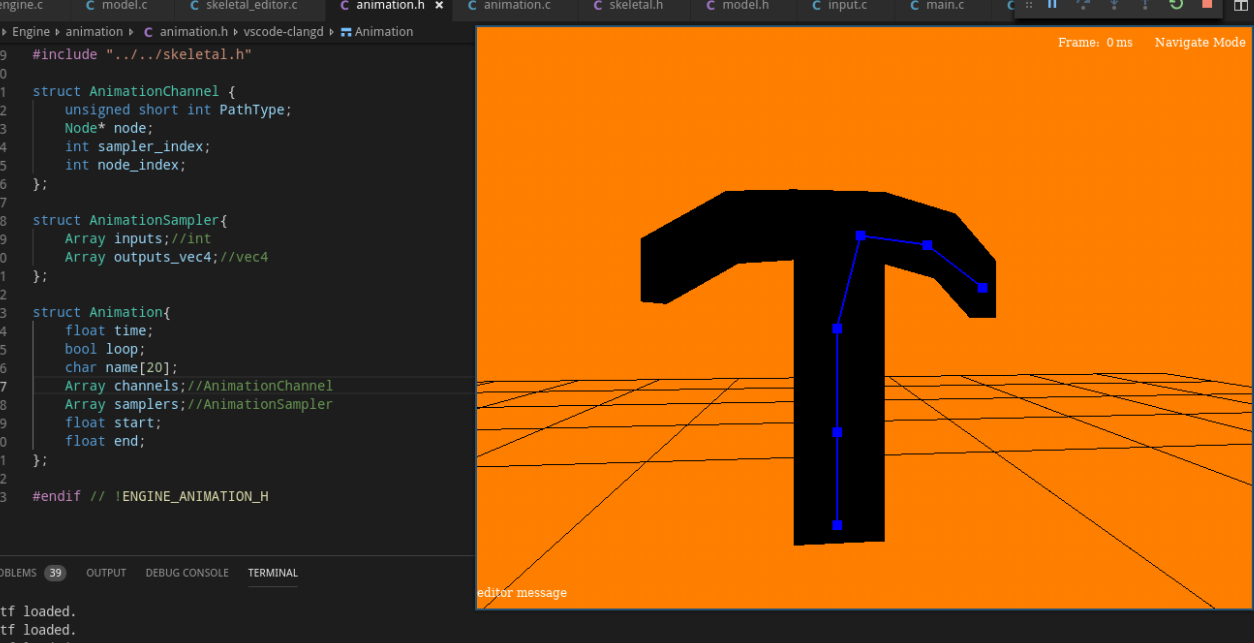 engine.c model.c skeletal_editor.c animation.h animation.c skeletal.h model.h input.c main.c
Engine animation animation.h vscode-clangd Animation
9 #include "../../skeletal.h"
0
1 struct AnimationChannel {
2 unsigned short int PathType;
3 Node* node;
4 int sampler_index;
5 int node_index;
6 };
7
8 struct AnimationSampler{
9 Array inputs;//int
0 Array outputs_vec4;//vec4
1 };
2
3 struct Animation{
4 float time;
5 bool loop;
6 char name[20];
7 Array channels;//AnimationChannel
8 Array samplers;//AnimationSampler
9 float start;
0 float end;
1 };
2
3 #endif // !ENGINE_ANIMATION_H
Frame: 0 ms Navigate Mode
editor message
OBLEMS 39 OUTPUT DEBUG CONSOLE TERMINAL
tf loaded.
tf loaded.